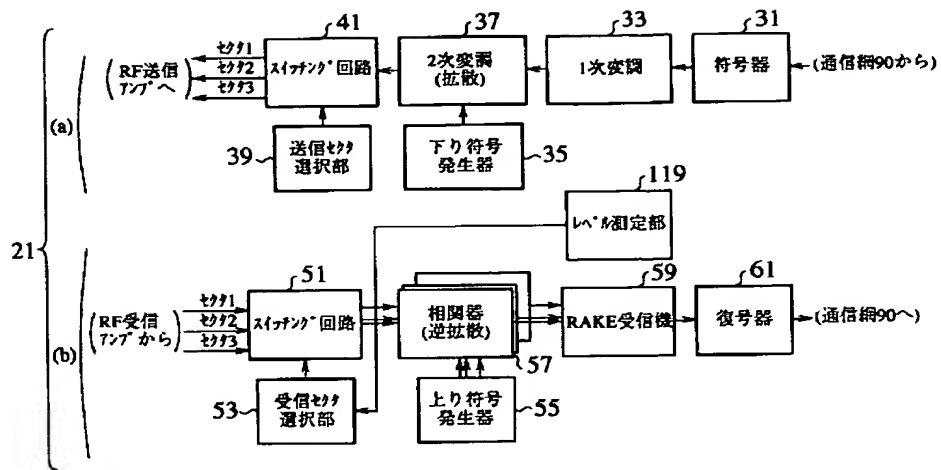 41
37
33
31
セクタ1
セクタ2
セクタ3
(RF送信
アンプへ)
スイッチング回路
2次変調
(拡散)
1次変調
符号器
(通信網90から)
(a)
39
送信セクタ
選択部
下り符号
発生器
35
119
レベル測定部
21
51
59
61
セクタ1
セクタ2
セクタ3
(RF受信
アンプから)
スイッチング回路
相関器
(逆拡散)
RAKE受信機
復号器
(通信網90へ)
(b)
57
53
受信セクタ
選択部
上り符号
発生器
55